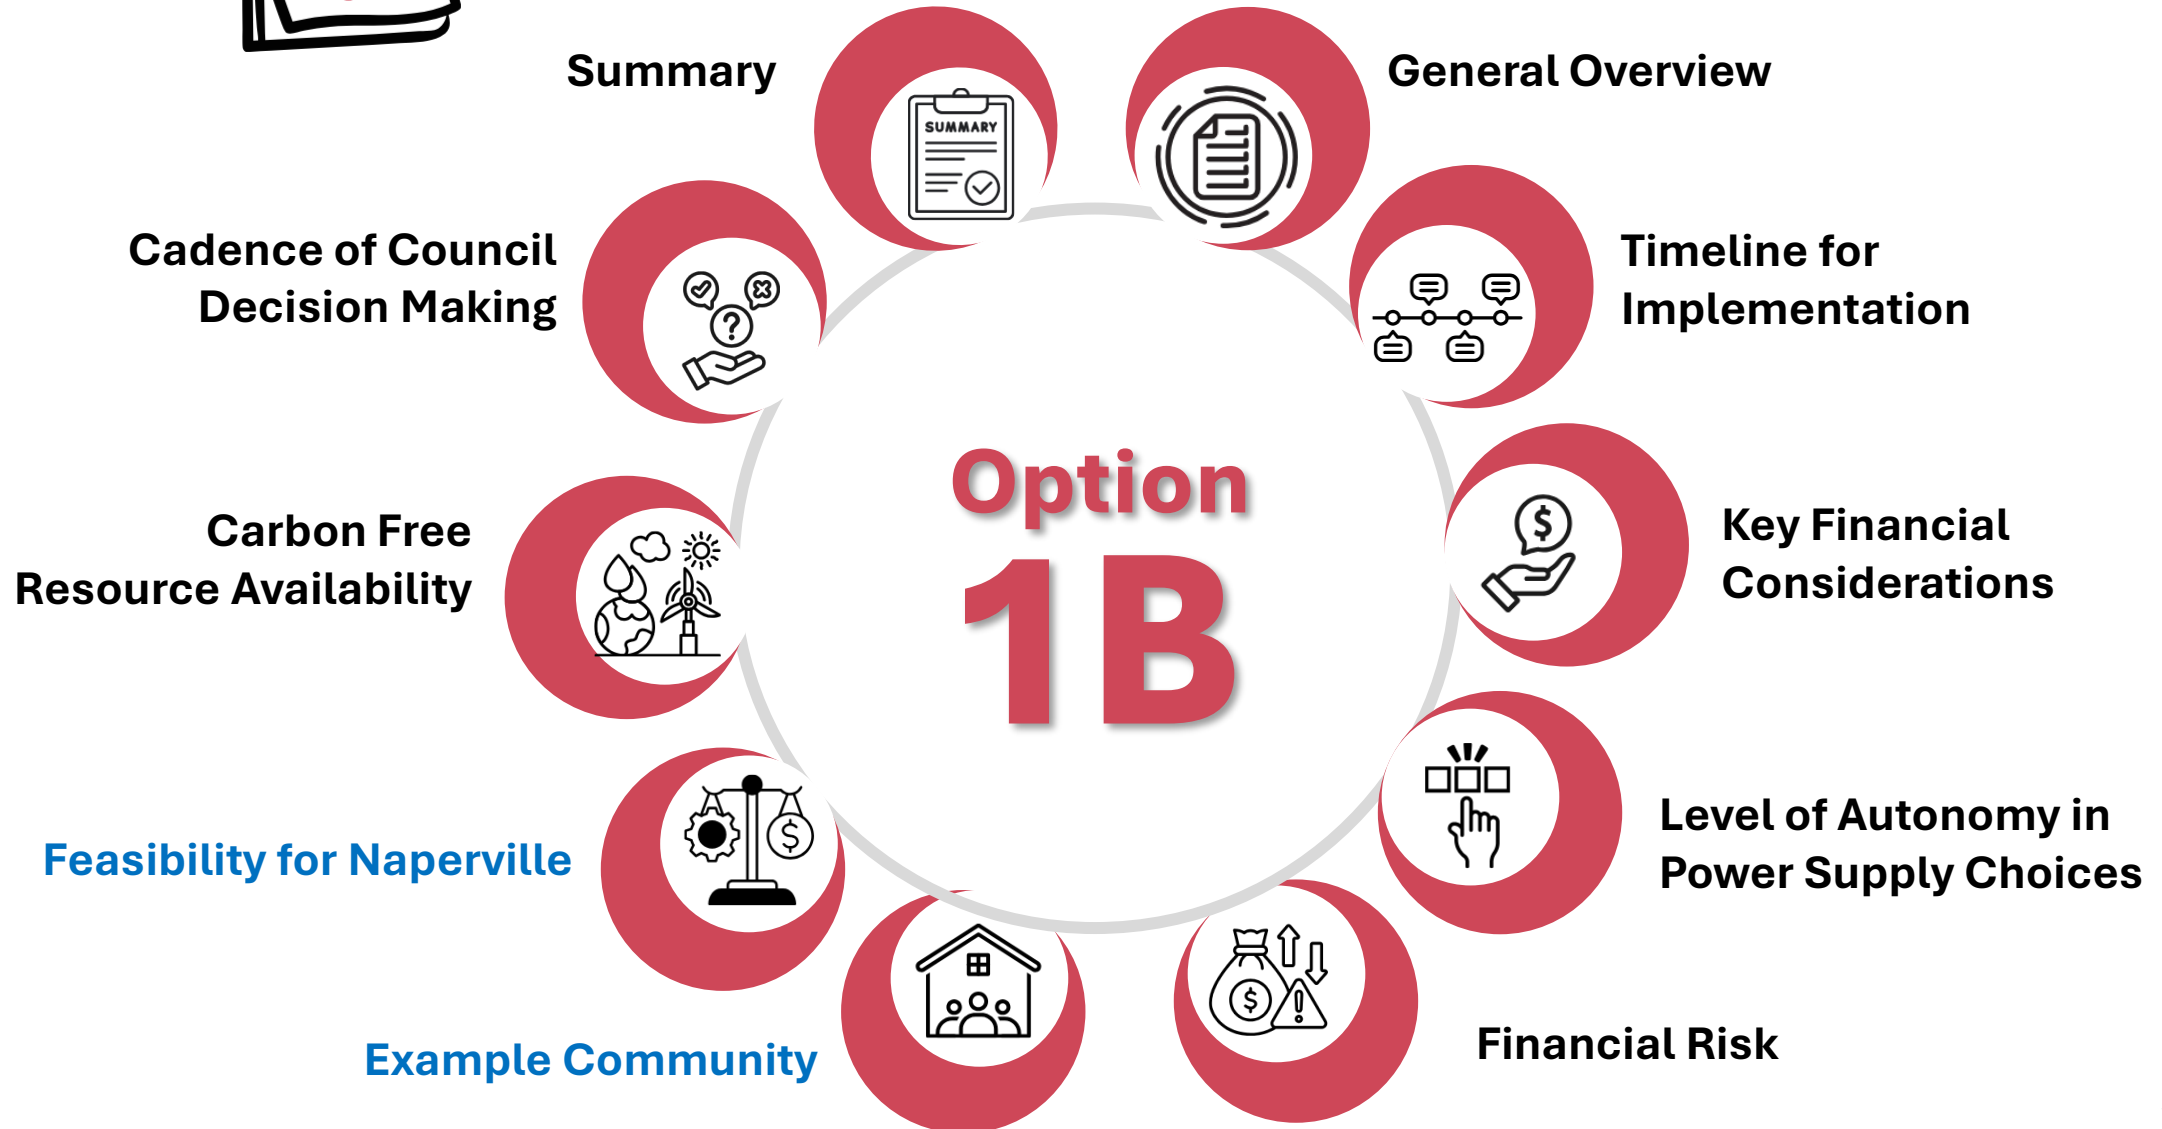 Summary
General Overview
SUMMARY
Cadence of Council
Decision Making
Timeline for
Implementation
Option
1B
Carbon Free
Resource Availability
Key Financial
Considerations
Level of Autonomy in
Power Supply Choices
Feasibility for Naperville
Example Community
Financial Risk